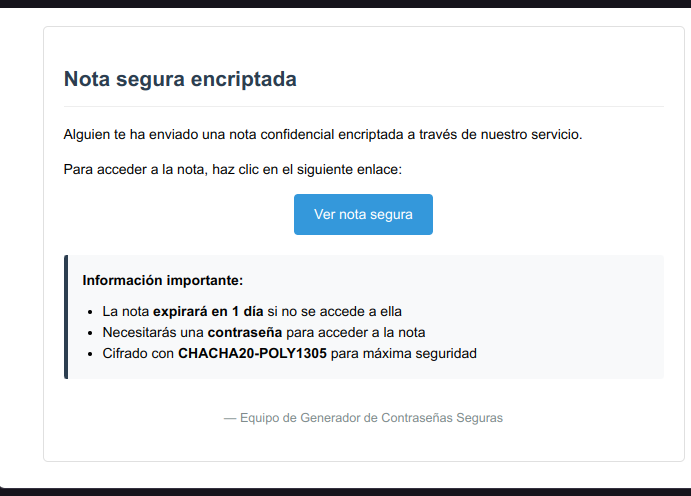 Nota segura encriptada
Alguien te ha enviado una nota confidencial encriptada a través de nuestro servicio.
Para acceder a la nota, haz clic en el siguiente enlace:
Ver nota segura
Información importante:
• La nota expirará en 1 día si no se accede a ella
• Necesitarás una contraseña para acceder a la nota
• Cifrado con CHACHA20-POLY1305 para máxima seguridad
— Equipo de Generador de Contraseñas Seguras